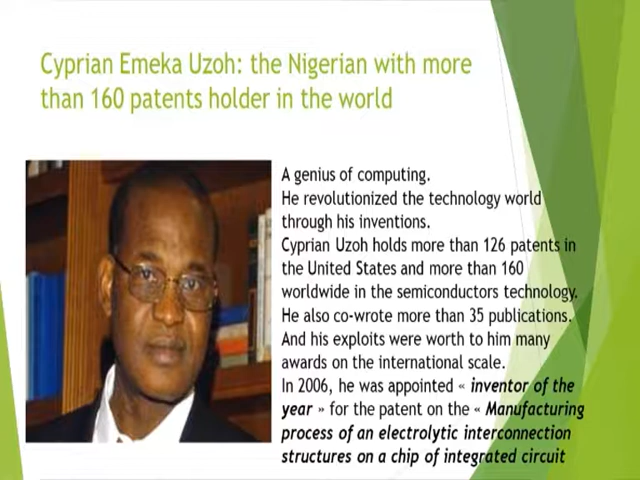 Cyprian Emeka Uzoh: the Nigerian with more
than 160 patents holder in the world
A genius of computing.
He revolutionized the technology world
through his inventions.
Cyprian Uzoh holds more than 126 patents in
the United States and more than 160
worldwide in the semiconductors technology.
He also co-wrote more than 35 publications.
And his exploits were worth to him many
awards on the international scale.
In 2006, he was appointed « inventor of the
year » for the patent on the « Manufacturing
process of an electrolytic interconnection
structures on a chip of integrated circuit